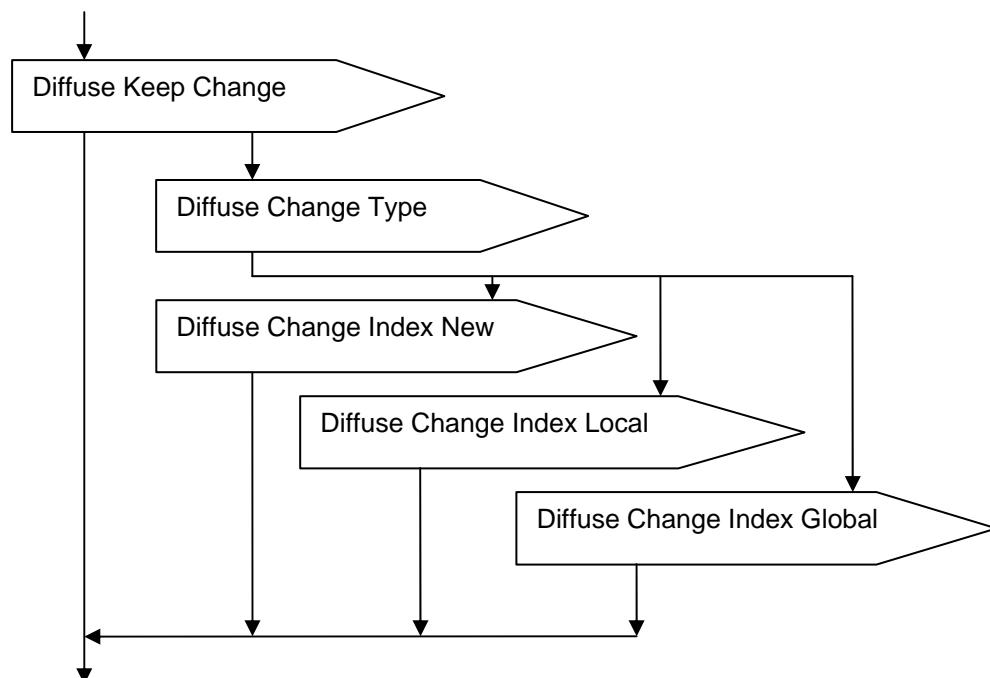 Diffuse Keep Change
Diffuse Change Type
Diffuse Change Index New
Diffuse Change Index Local
Diffuse Change Index Global